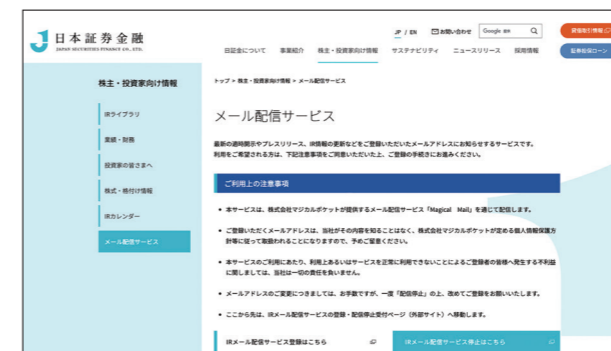 日本証券金融
JAPAN SECURITIES FINANCE CO., LTD.
JP / EN
お問い合わせ
Google 提供
貸借取引情報
日証金について
事業紹介
株主・投資家向け情報
サステナビリティ
ニュースリリース
採用情報
証券担保ローン
株主・投資家向け情報
IRライブラリ
業績・財務
投資家の皆さまへ
株式・格付け情報
IRカレンダー
メール配信サービス
トップ > 株主・投資家向け情報 > メール配信サービス
メール配信サービス
最新の適時開示やプレスリリース、IR情報の更新などをご登録いただいたメールアドレスにお知らせするサービスです。
利用をご希望される方は、下記注意事項をご同意いただいた上、ご登録の手続きにお進みください。
ご利用上の注意事項
• 本サービスは、株式会社マジカルポケットが提供するメール配信サービス「Magical Mail」を通じて配信します。
• ご登録いただくメールアドレスは、当社がその内容を知ることはなく、株式会社マジカルポケットが定める個人情報保護方
針等に従って取扱われることになりますので、予めご留意ください。
• 本サービスのご利用にあたり、利用上あるいはサービスを正常に利用できないことによるご登録者の皆様へ発生する不利益
に関しましては、当社は一切の責任を負いません。
• メールアドレスのご変更につきましては、お手数ですが、一度「配信停止」の上、改めてご登録をお願いいたします。
• ここから先は、IRメール配信サービスの登録・配信停止受付ページ（外部サイト）へ移動します。
IRメール配信サービス登録はこちら
IRメール配信サービス停止はこちら